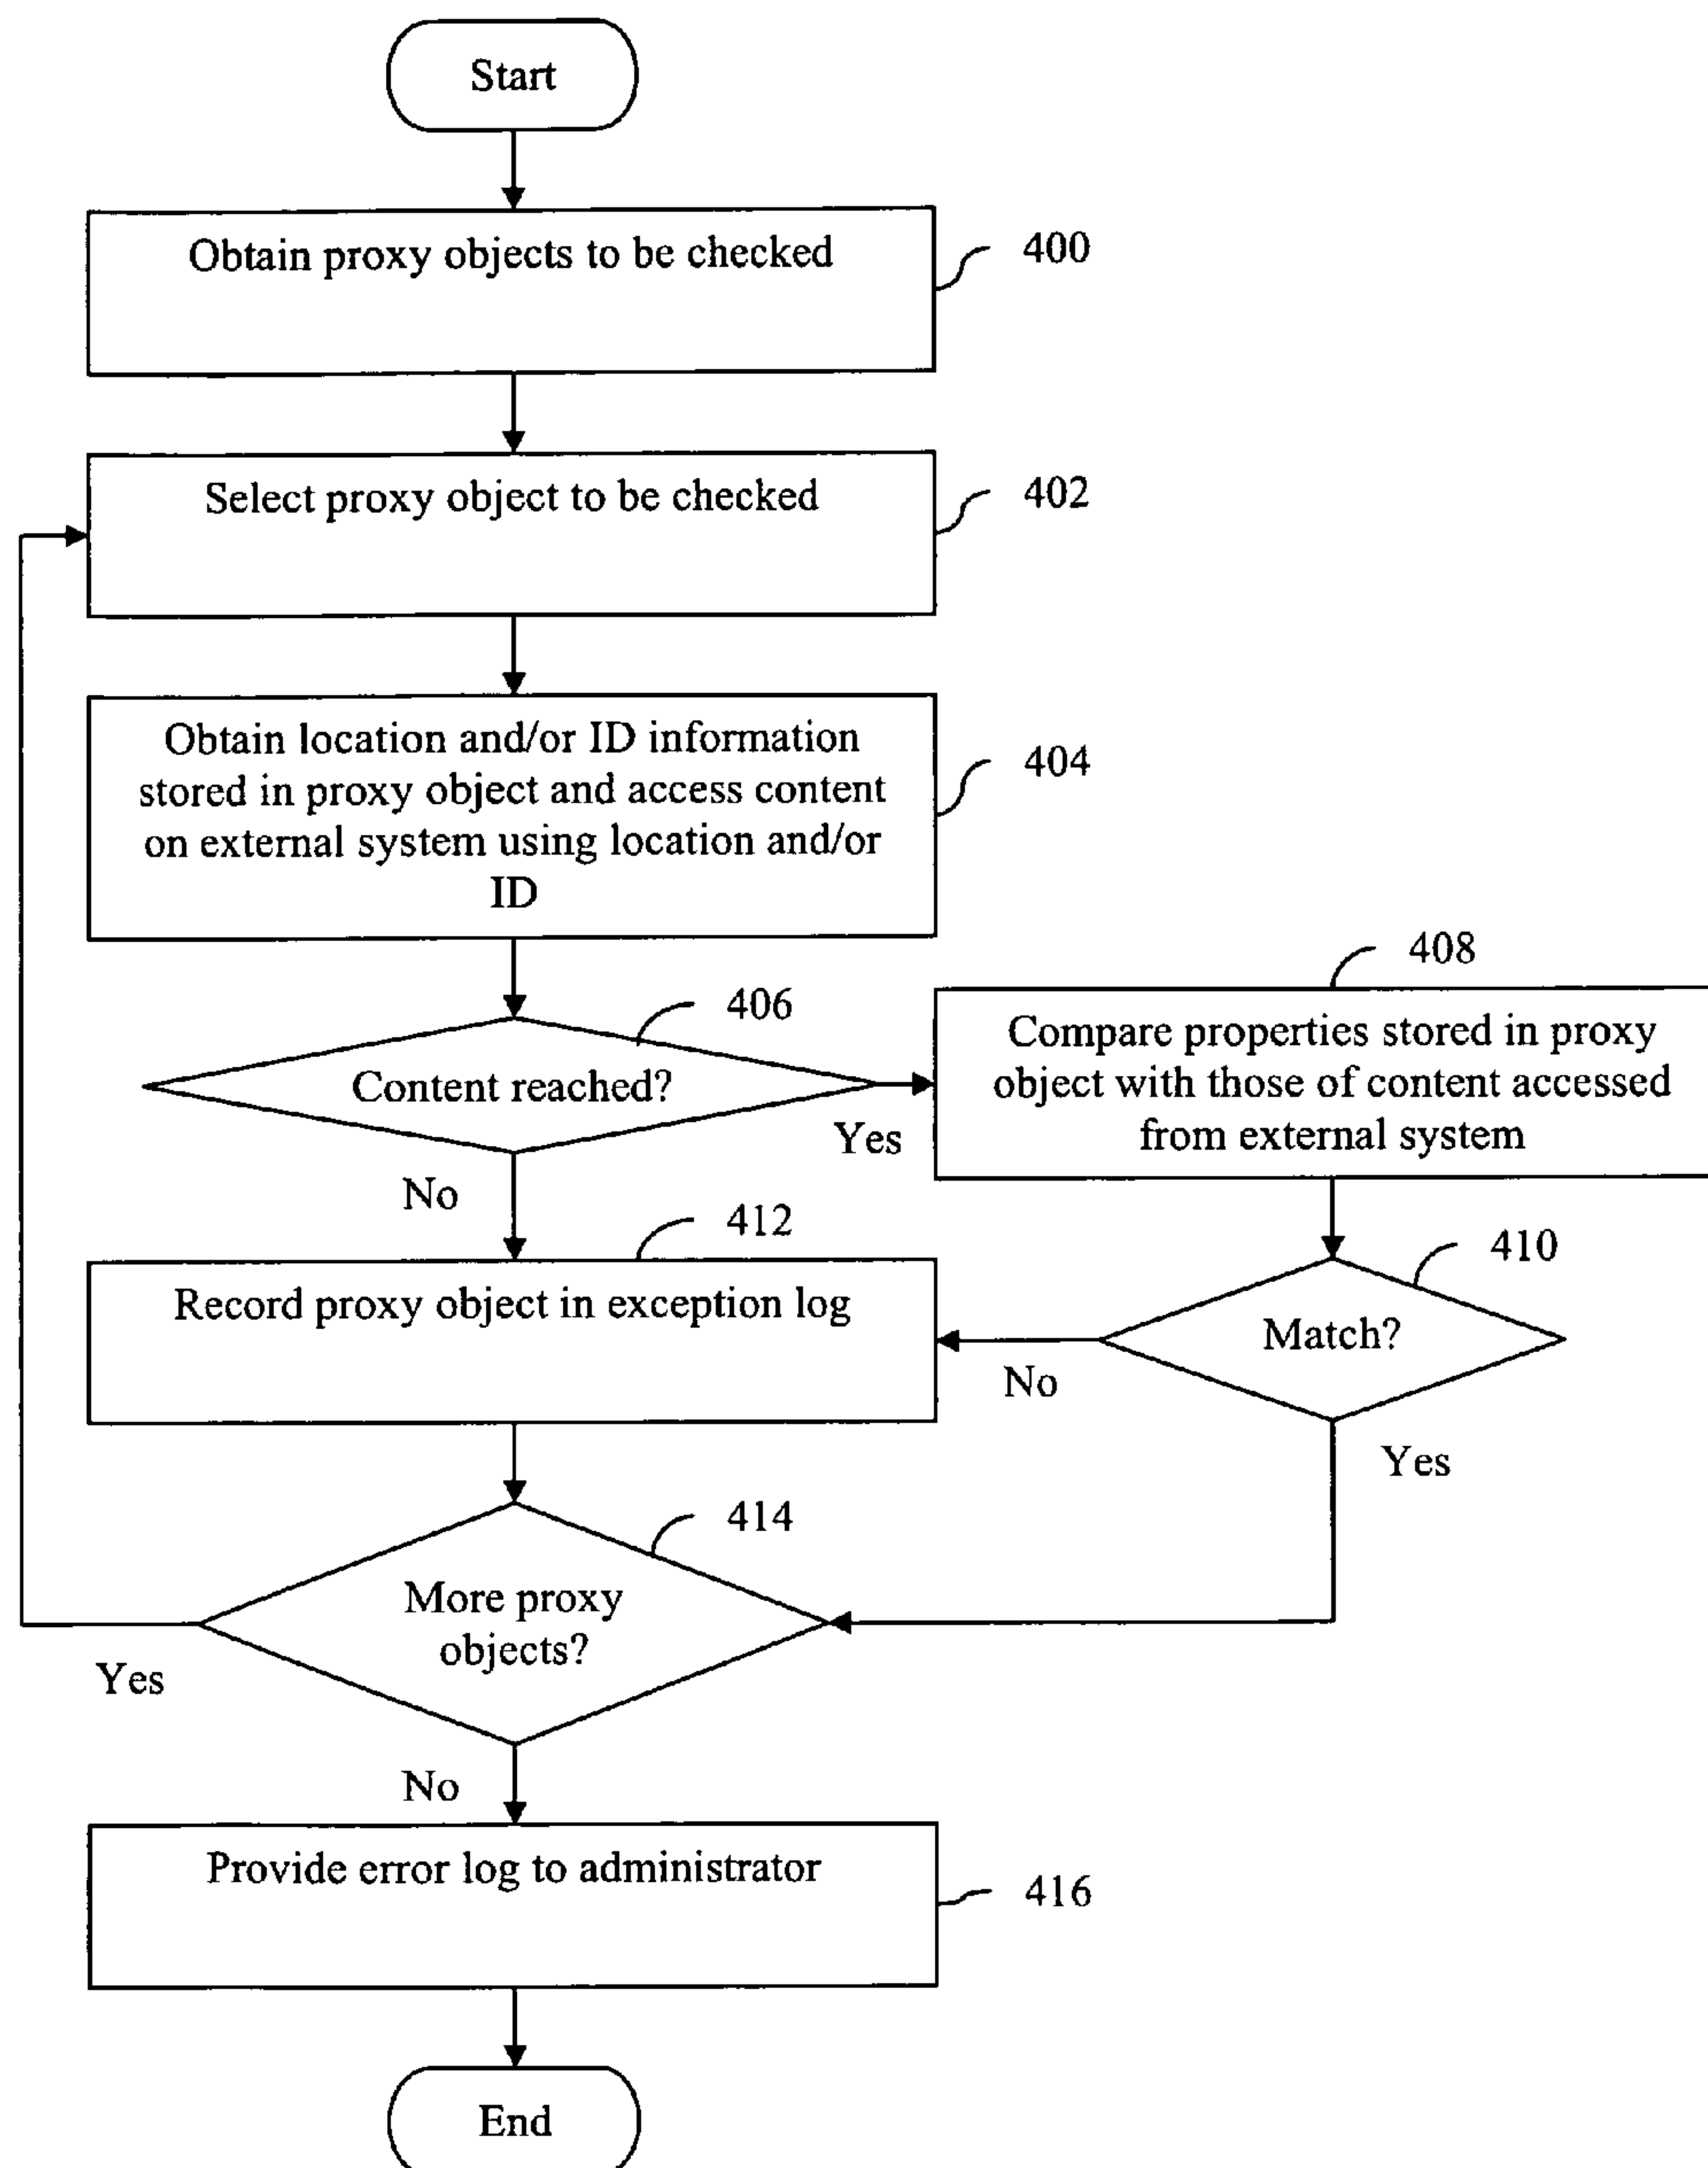 Start
Obtain proxy objects to be checked
400
Select proxy object to be checked
402
Obtain location and/or ID information
stored in proxy object and access content
on external system using location and/or
ID
404
408
406
Content reached?
Yes
Compare properties stored in proxy
object with those of content accessed
from external system
No
412
410
Record proxy object in exception log
Match?
No
Yes
414
More proxy
objects?
Yes
No
Provide error log to administrator
416
End